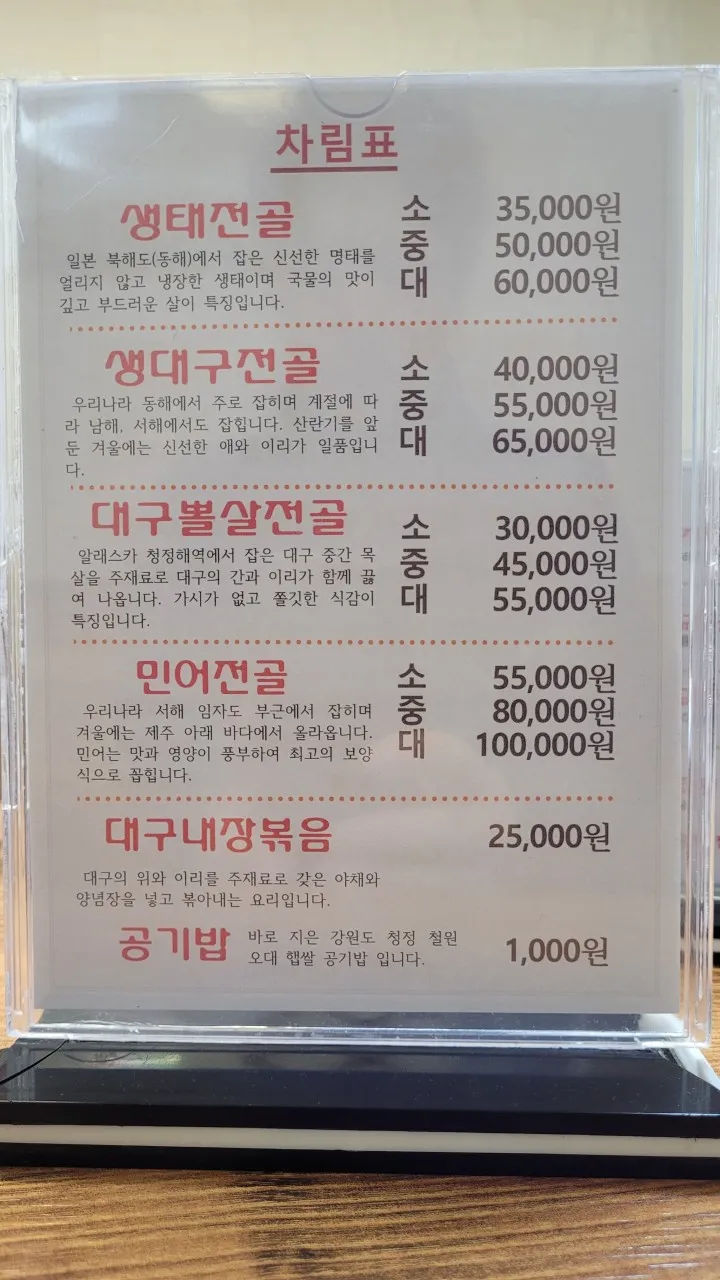 차림표
생태전골
일본 북해도(동해)에서 잡은 신선한 명태를
얼리지 않고 냉장한 생태이며 국물의 맛이
깊고 부드러운 살이 특징입니다.
소 35,000원
중 50,000원
대 60,000원
생대구전골
우리나라 동해에서 주로 잡히며 계절에 따
라 남해, 서해에서도 잡힙니다. 산란기를 앞
둔 겨울에는 신선한 애와 이리가 일품입니
다.
소 40,000원
중 55,000원
대 65,000원
대구뽈살전골
알래스카 청정해역에서 잡은 대구 중간 목
살을 주재료로 대구의 간과 이리가 함께 끓
여 나옵니다. 가시가 없고 쫄깃한 식감이
특징입니다.
소 30,000원
중 45,000원
대 55,000원
민어전골
우리나라 서해 임자도 부근에서 잡히며
겨울에는 제주 아래 바다에서 올라옵니다.
민어는 맛과 영양이 풍부하여 최고의 보양
식으로 꼽힙니다.
소 55,000원
중 80,000원
대 100,000원
대구내장볶음 25,000원
대구의 위와 이리를 주재료로 갖은 야채와
양념장을 넣고 볶아내는 요리입니다.
공기밥
바로 지은 강원도 청정 철원
오대 햅쌀 공기밥 입니다.
1,000원